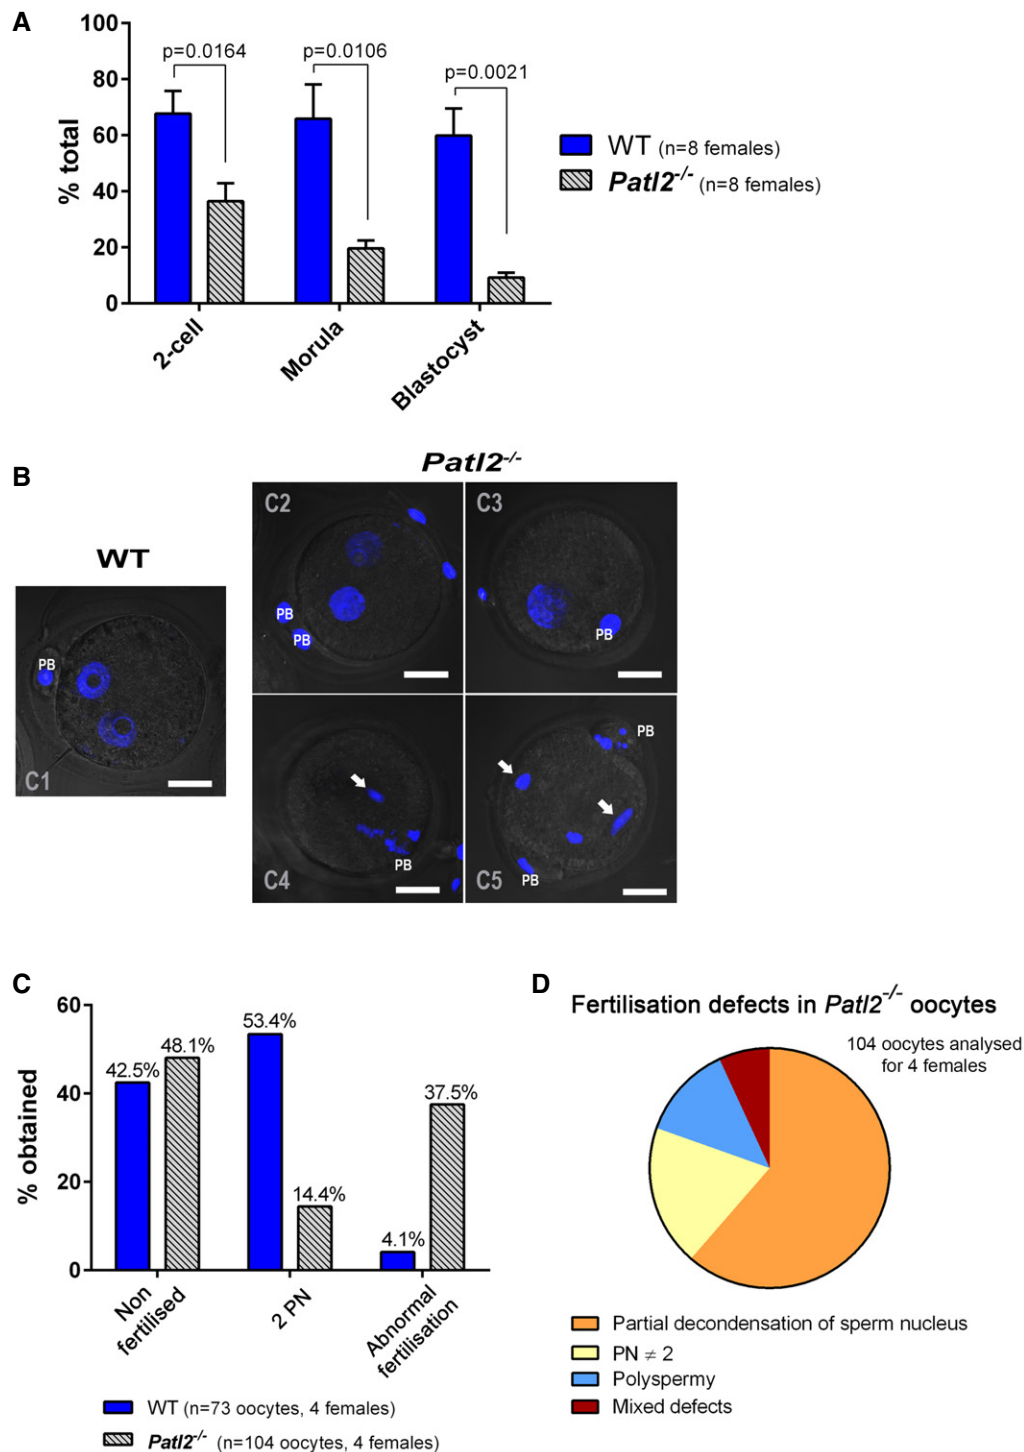 A
100
80
60
40
20
0
% total
p=0.0164
p=0.0106
p=0.0021
2-cell
Morula
Blastocyst
WT (n=8 females)
Patl2-/- (n=8 females)
B
Patl2-/-
WT
C1
PB
C2
PB
PB
C3
PB
C4
PB
C5
PB
PB
C
60
40
20
0
% obtained
42.5%
48.1%
53.4%
14.4%
4.1%
37.5%
Non
fertilised
2 PN
Abnormal
fertilisation
WT (n=73 oocytes, 4 females)
Patl2-/- (n=104 oocytes, 4 females)
D
Fertilisation defects in Patl2-/- oocytes
104 oocytes analysed
for 4 females
Partial decondensation of sperm nucleus
PN ≠ 2
Polyspermy
Mixed defects